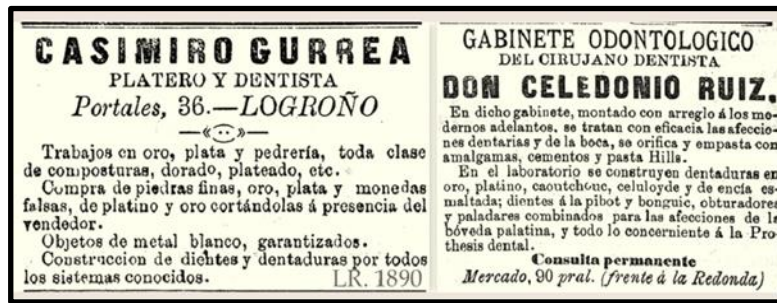 CASIMIRO GURREA
PLATERO Y DENTISTA
Portales, 36.—LOGROÑO
Trabajos en oro, plata y pedrería, toda clase
de composturas, dorado, plateado, etc.
Compra de piedras finas, oro, plata y monedas
falsas, de platino y oro cortándolas á presencia del
vendedor.
Objetos de metal blanco, garantizados.
Construccion de dientes y dentaduras por todos
los sistemas conocidos.
LR. 1890
GABINETE ODONTOLOGICO
DEL CIRUJANO DENTISTA
DON CELEDONIO RUIZ.
En dicho gabinete, montado con arreglo á los mo-
dernos adelantos, se tratan con eficacia las afeccio-
nes dentarias y de la boca, se orifica y empasta con
amalgamas, cementos y pasta Hills.
En el laboratorio se construyen dentaduras en
oro, platino, caoutchouc, celuloyde y de encía es-
maltada; dientes á la pibot y bonguic, obturadores
y paladares combinados para las afecciones de la
bóveda palatina, y todo lo concerniente á la Pro-
thesis dental.
Consulta permanente
Mercado, 90 pral. (frente á la Redonda)